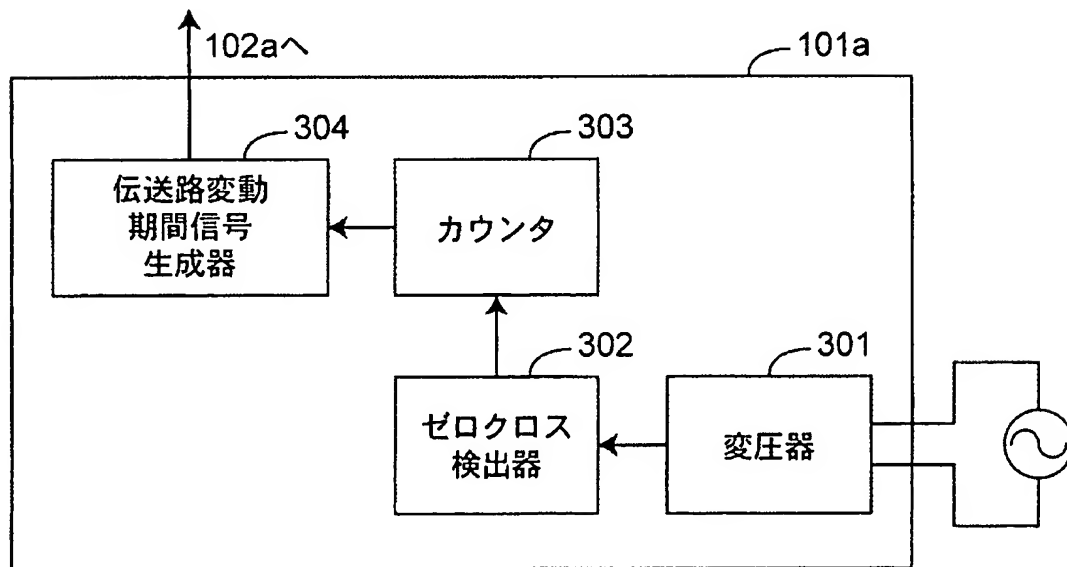 102aへ
101a
304
303
伝送路変動
期間信号
生成器
カウンタ
302
301
ゼロクロス
検出器
変圧器